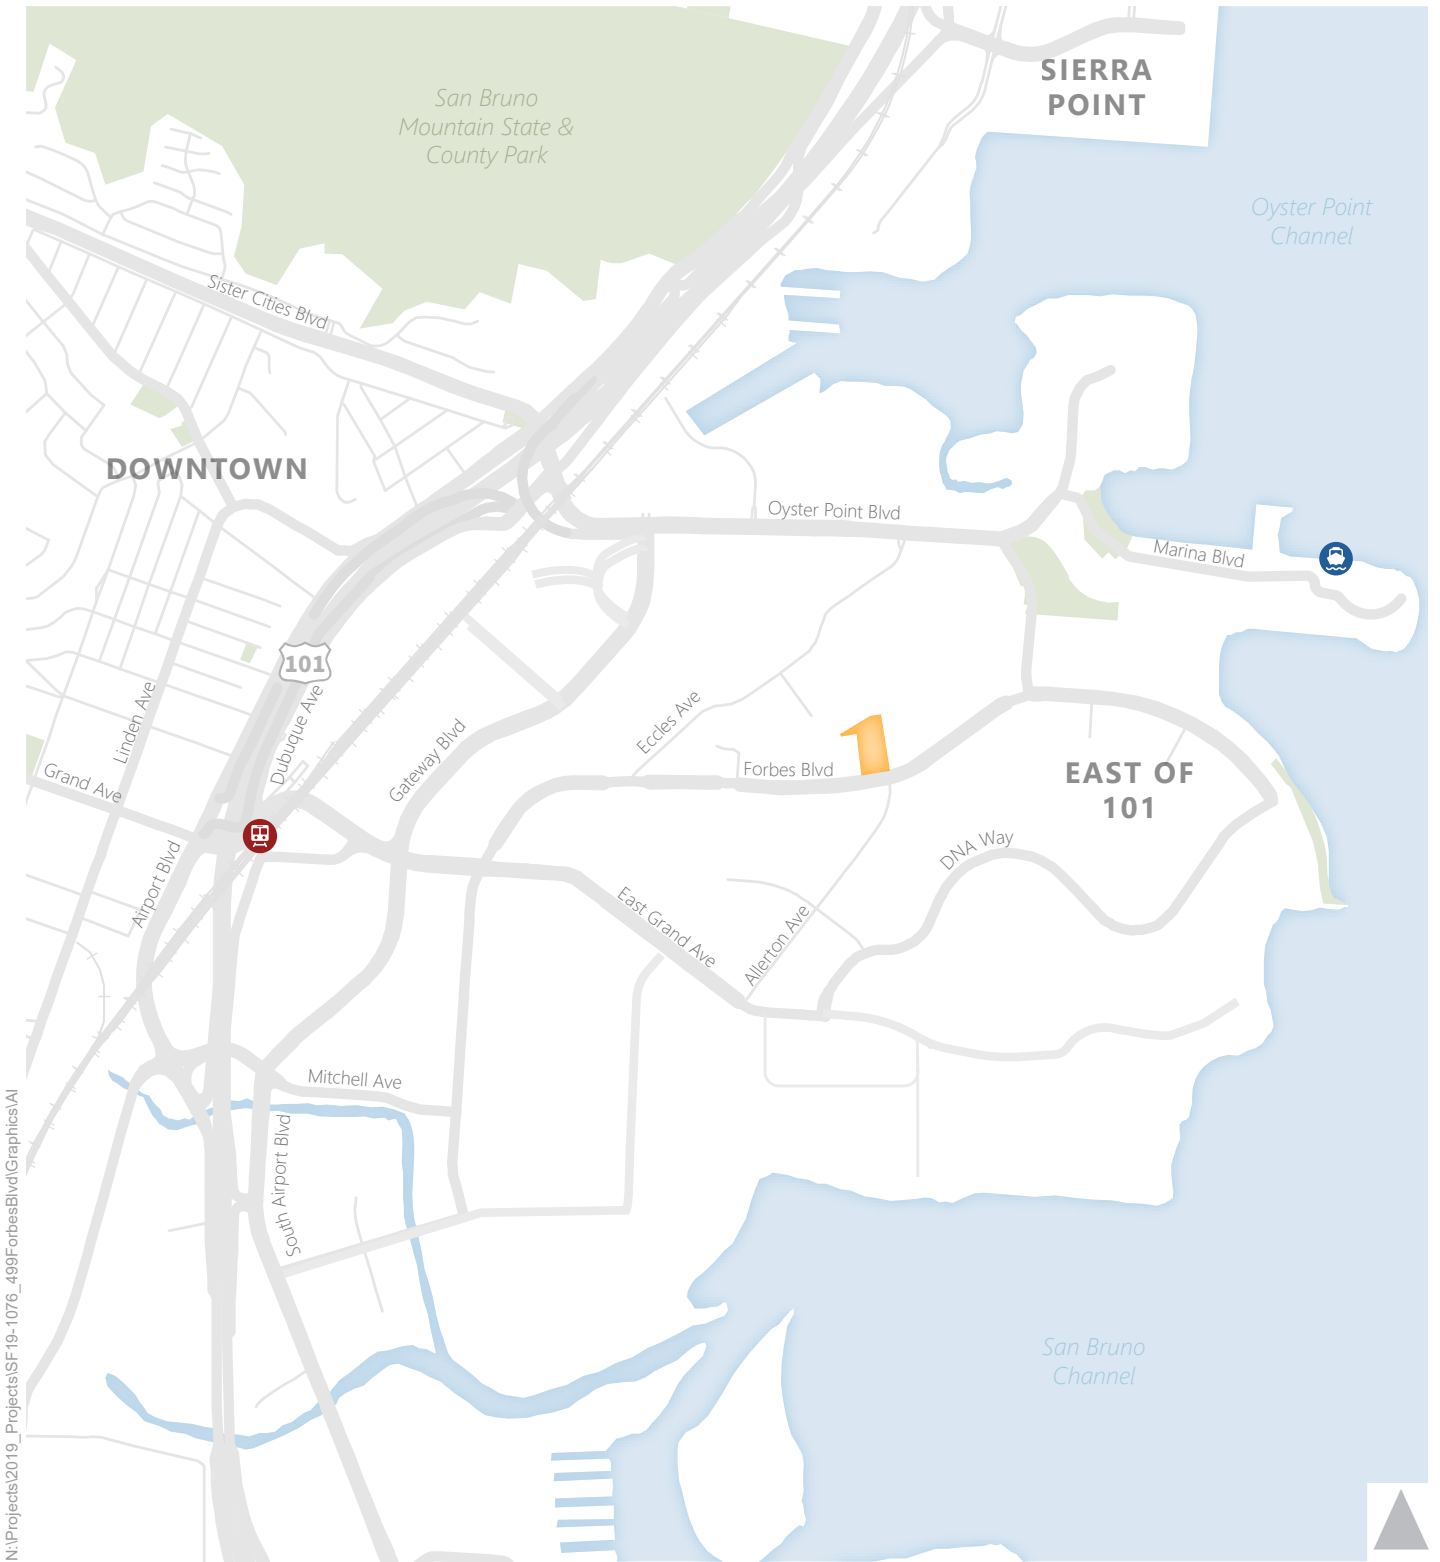 SIERRA
POINT
San Bruno
Mountain State &
County Park
Oyster Point
Channel
Sister Cities Blvd
DOWNTOWN
Oyster Point Blvd
Marina Blvd
101
Linden Ave
Dubuque Ave
Gateway Blvd
Eccles Ave
Forbes Blvd
Grand Ave
EAST OF
101
Airport Blvd
DNA Way
East Grand Ave
Allerton Ave
Mitchell Ave
South Airport Blvd
San Bruno
Channel
N:\Projects\2019_Projects\SF19-1076_499ForbesBlvd\Graphics\AI